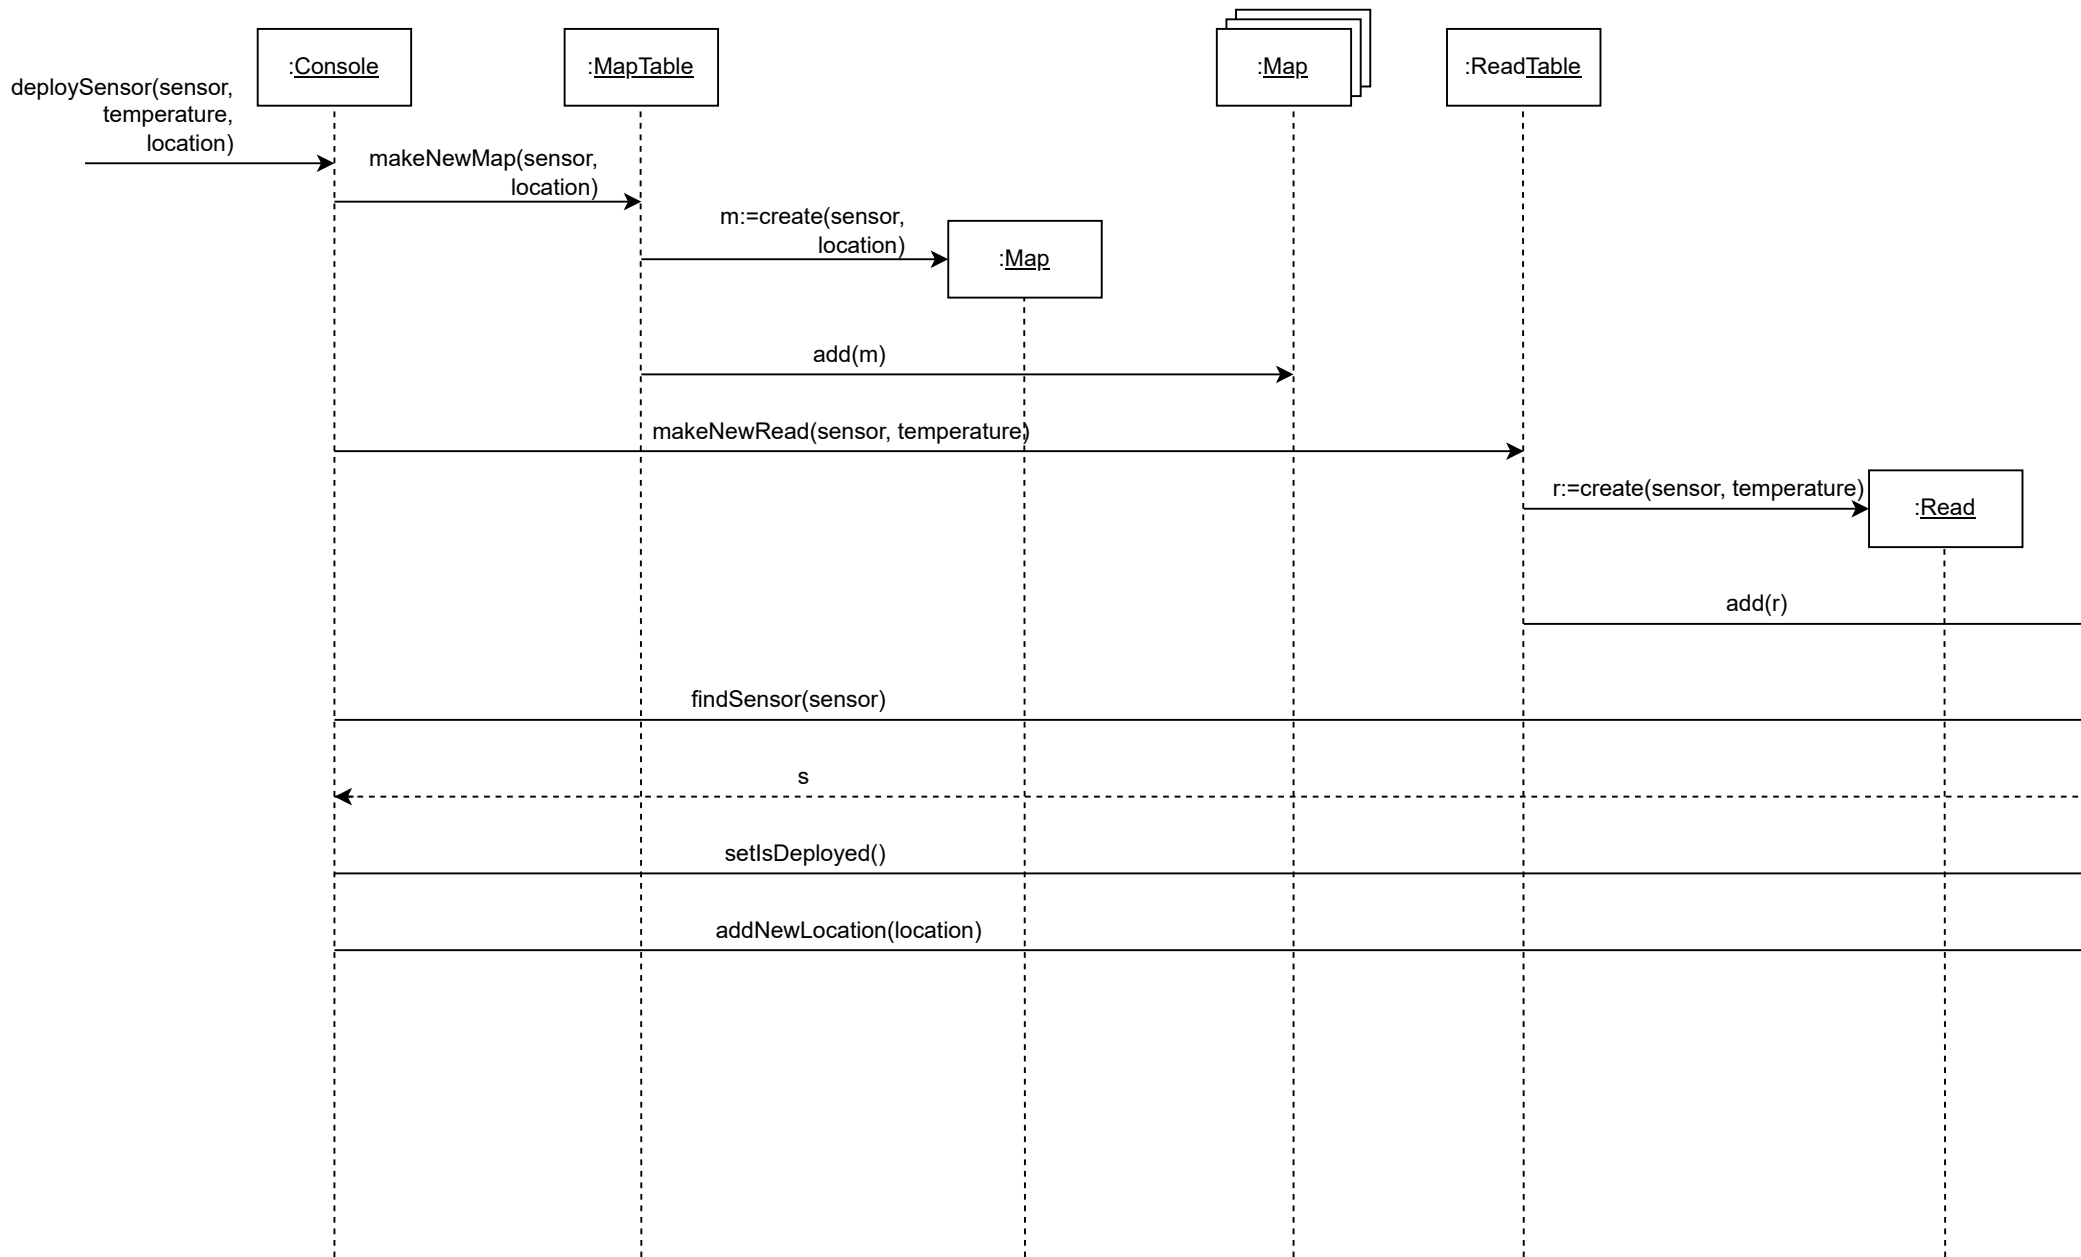 :Console
:MapTable
:Map
:ReadTable
deploySensor(sensor,
temperature,
location)
makeNewMap(sensor,
location)
m:=create(sensor,
location)
:Map
add(m)
makeNewRead(sensor, temperature)
r:=create(sensor, temperature)
:Read
add(r)
findSensor(sensor)
s
setIsDeployed()
addNewLocation(location)